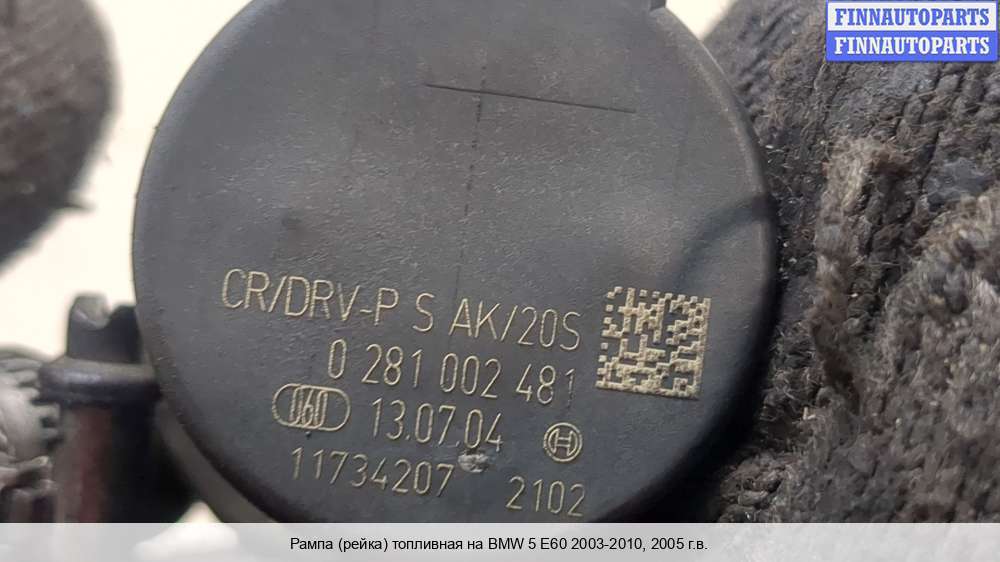 FINNAUTOPARTS
FINNAUTOPARTS
CR/DRV-P S AK/20S
0 281 002 481
060 13.07.04
11734207 2102
Рампа (рейка) топливная на BMW 5 E60 2003-2010, 2005 г.в.